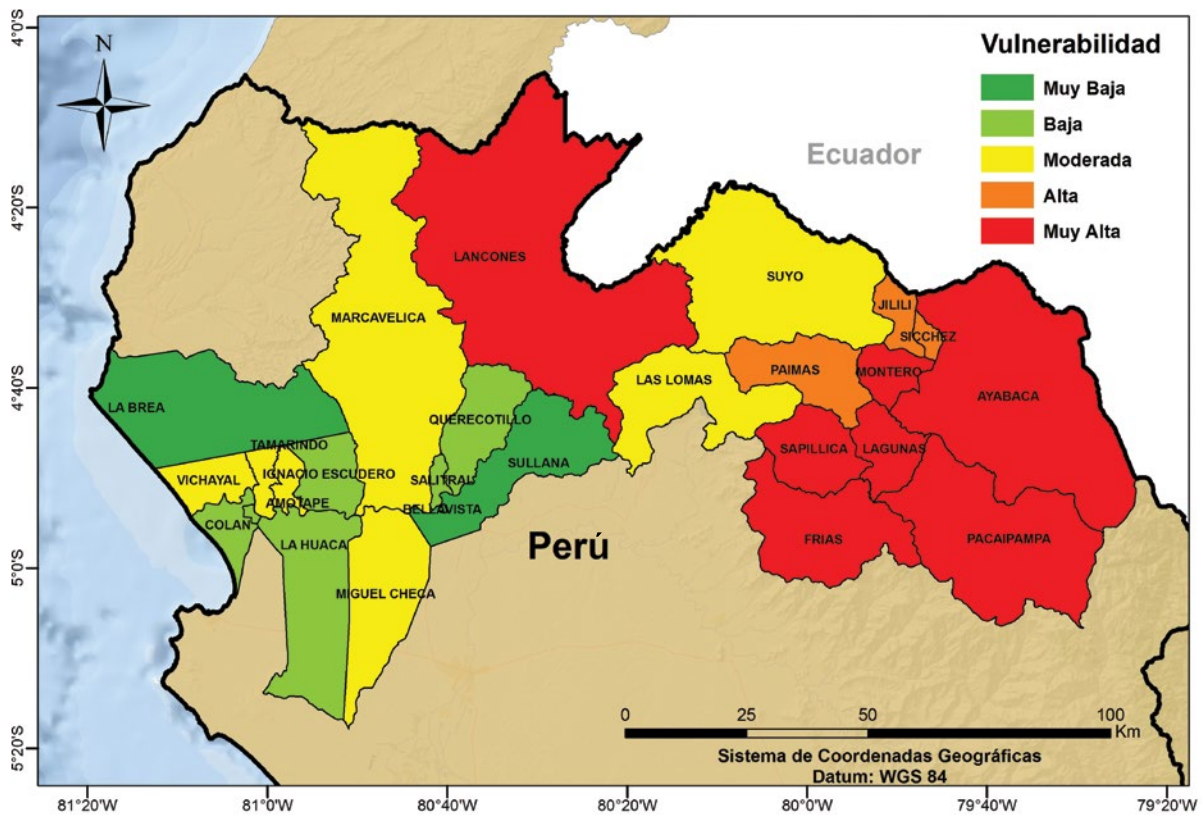 N
Vulnerabilidad
Muy Baja
Baja
Moderada
Alta
Muy Alta
Ecuador
LANCONES
SUYO
JILILI
SICCHEZ
MARCAVELICA
MONTERO
PAIMAS
LAS LOMAS
AYABACA
LA BREA
QUERECOTILLO
TAMARINDO
SAPILLICA
LAGUNAS
SULLANA
IGNACIO ESCUDERO
VICHAYAL
SALITRAL
AMOTAPE
BELLAVISTA
COLAN
LA HUACA
Perú
FRIAS
PACAIPAMPA
MIGUEL CHECA
0 25 50 100
Km
Sistema de Coordenadas Geográficas
Datum: WGS 84
4°0'S
4°20'S
4°40'S
5°0'S
5°20'S
81°20'W 81°0'W 80°40'W 80°20'W 80°0'W 79°40'W 79°20'W